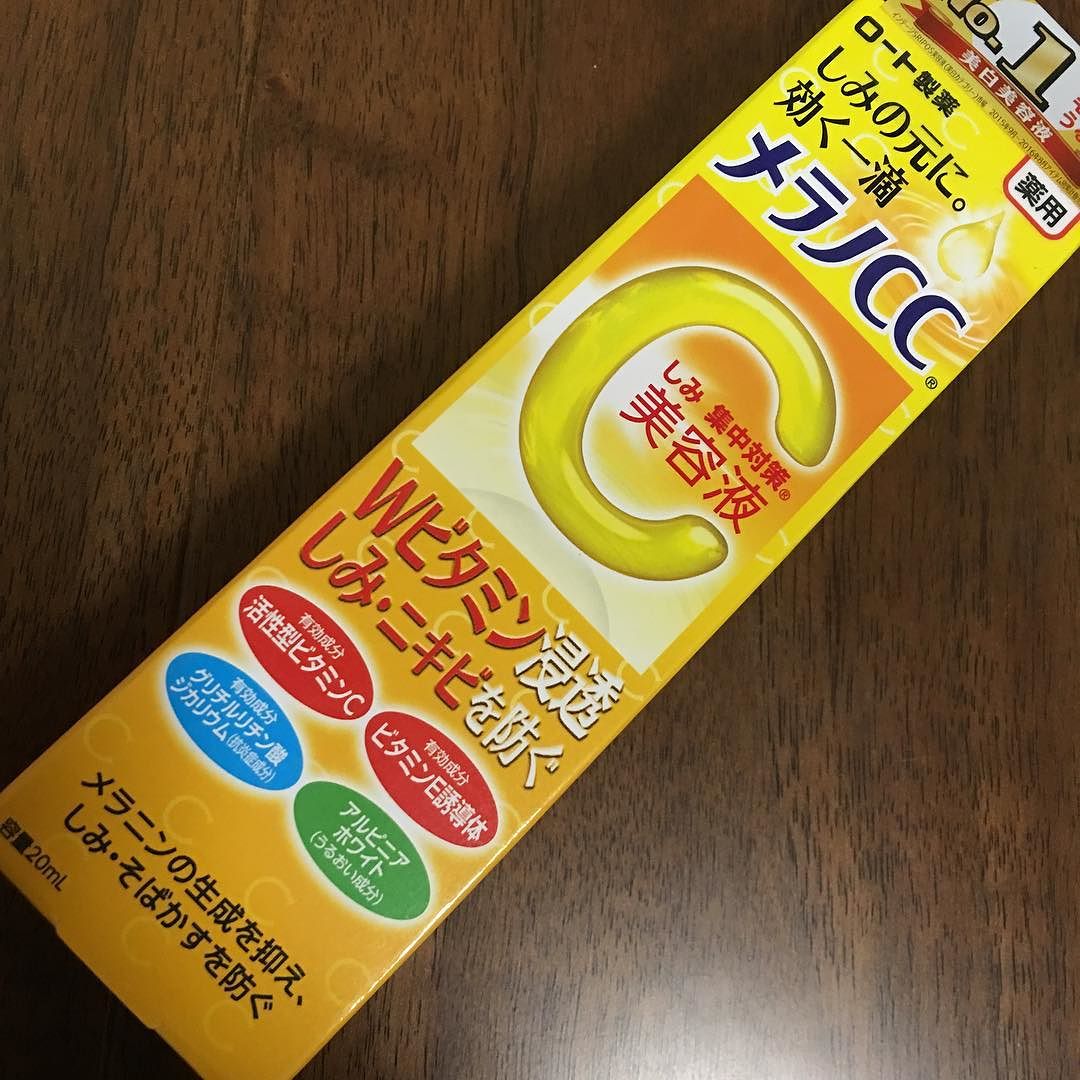 No.1
美白美容液
ロート製薬
しみの元に。
効く一滴
薬用
メラノCC®
しみ 集中対策®
美容液
Wビタミン浸透
しみ・ニキビを防ぐ
有効成分
活性型ビタミンC
有効成分
ビタミンE誘導体
有効成分
グリチルリチン酸
ジカリウム(抗炎症成分)
アルピニア
ホワイト
(うるおい成分)
メラニンの生成を抑え、
しみ・そばかすを防ぐ
容量20mL